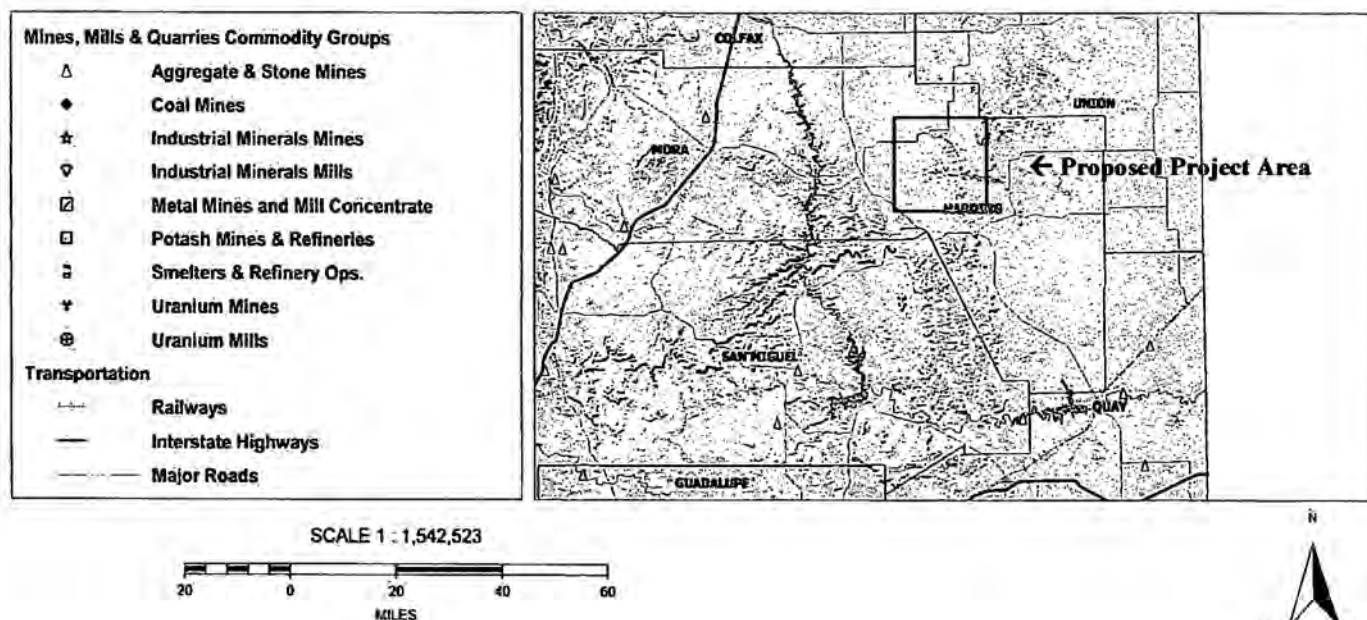 Mines, Mills & Quarries Commodity Groups
Aggregate & Stone Mines
Coal Mines
Industrial Minerals Mines
Industrial Minerals Mills
Metal Mines and Mill Concentrate
Potash Mines & Refineries
Smelters & Refinery Ops.
Uranium Mines
Uranium Mills
Transportation
Railways
Interstate Highways
Major Roads
COLFAX
UNION
MORA
← Proposed Project Area
SAN MIGUEL
QUAY
GUADALUPE
SCALE 1 : 1,542,523
20 0 20 40 60
MILES
N